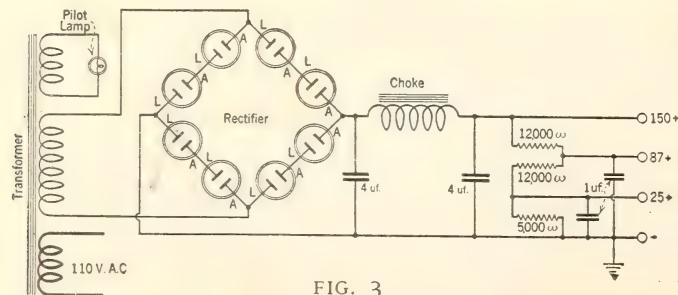 Pilot
Lamp
Transformer
110 V. A.C
L
A
L
A
L
A
L
A
Rectifier
L
A
L
A
L
A
L
A
Choke
4 uf.
4 uf.
12,000 ω
12,000 ω
5,000 ω
1 uf.
150+
87+
25+
-
FIG. 3